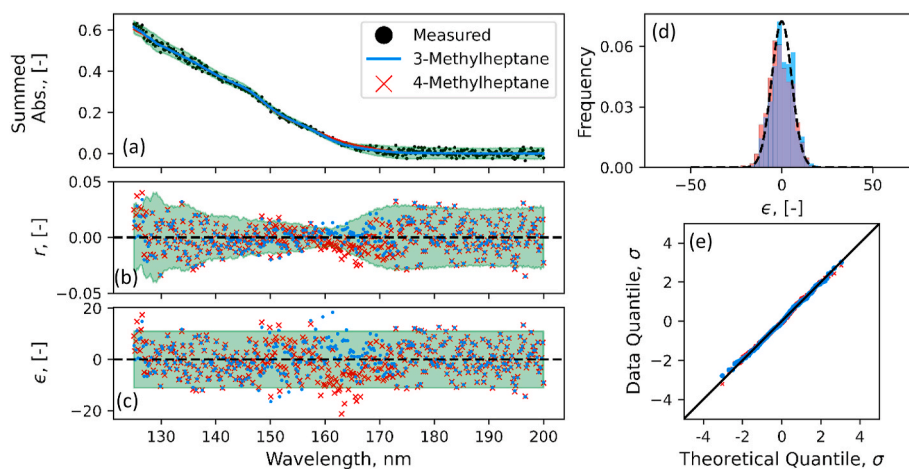 0.6
0.4
0.2
0.0
Summed
Abs., [-]
(a)
Measured
3-Methylheptane
4-Methylheptane
0.05
0.00
−0.05
r, [-]
(b)
20
0
−20
ϵ, [-]
(c)
130 140 150 160 170 180 190 200
Wavelength, nm
(d)
0.06
0.03
0.00
Frequency
−50 0 50
ϵ, [-]
(e)
4
2
0
−2
−4
Data Quantile, σ
−4 −2 0 2 4
Theoretical Quantile, σ